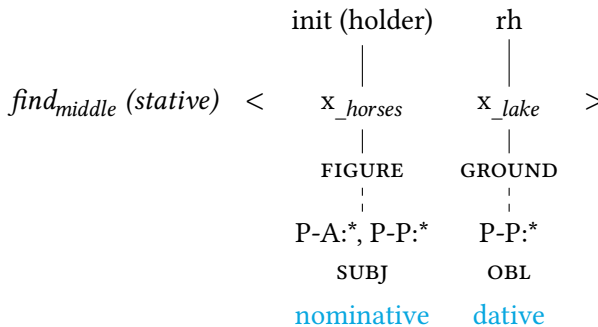 init (holder) rh
find_middle (stative) < x_horses x_lake >
FIGURE GROUND
P-A:*, P-P:* P-P:*
SUBJ OBL
nominative dative